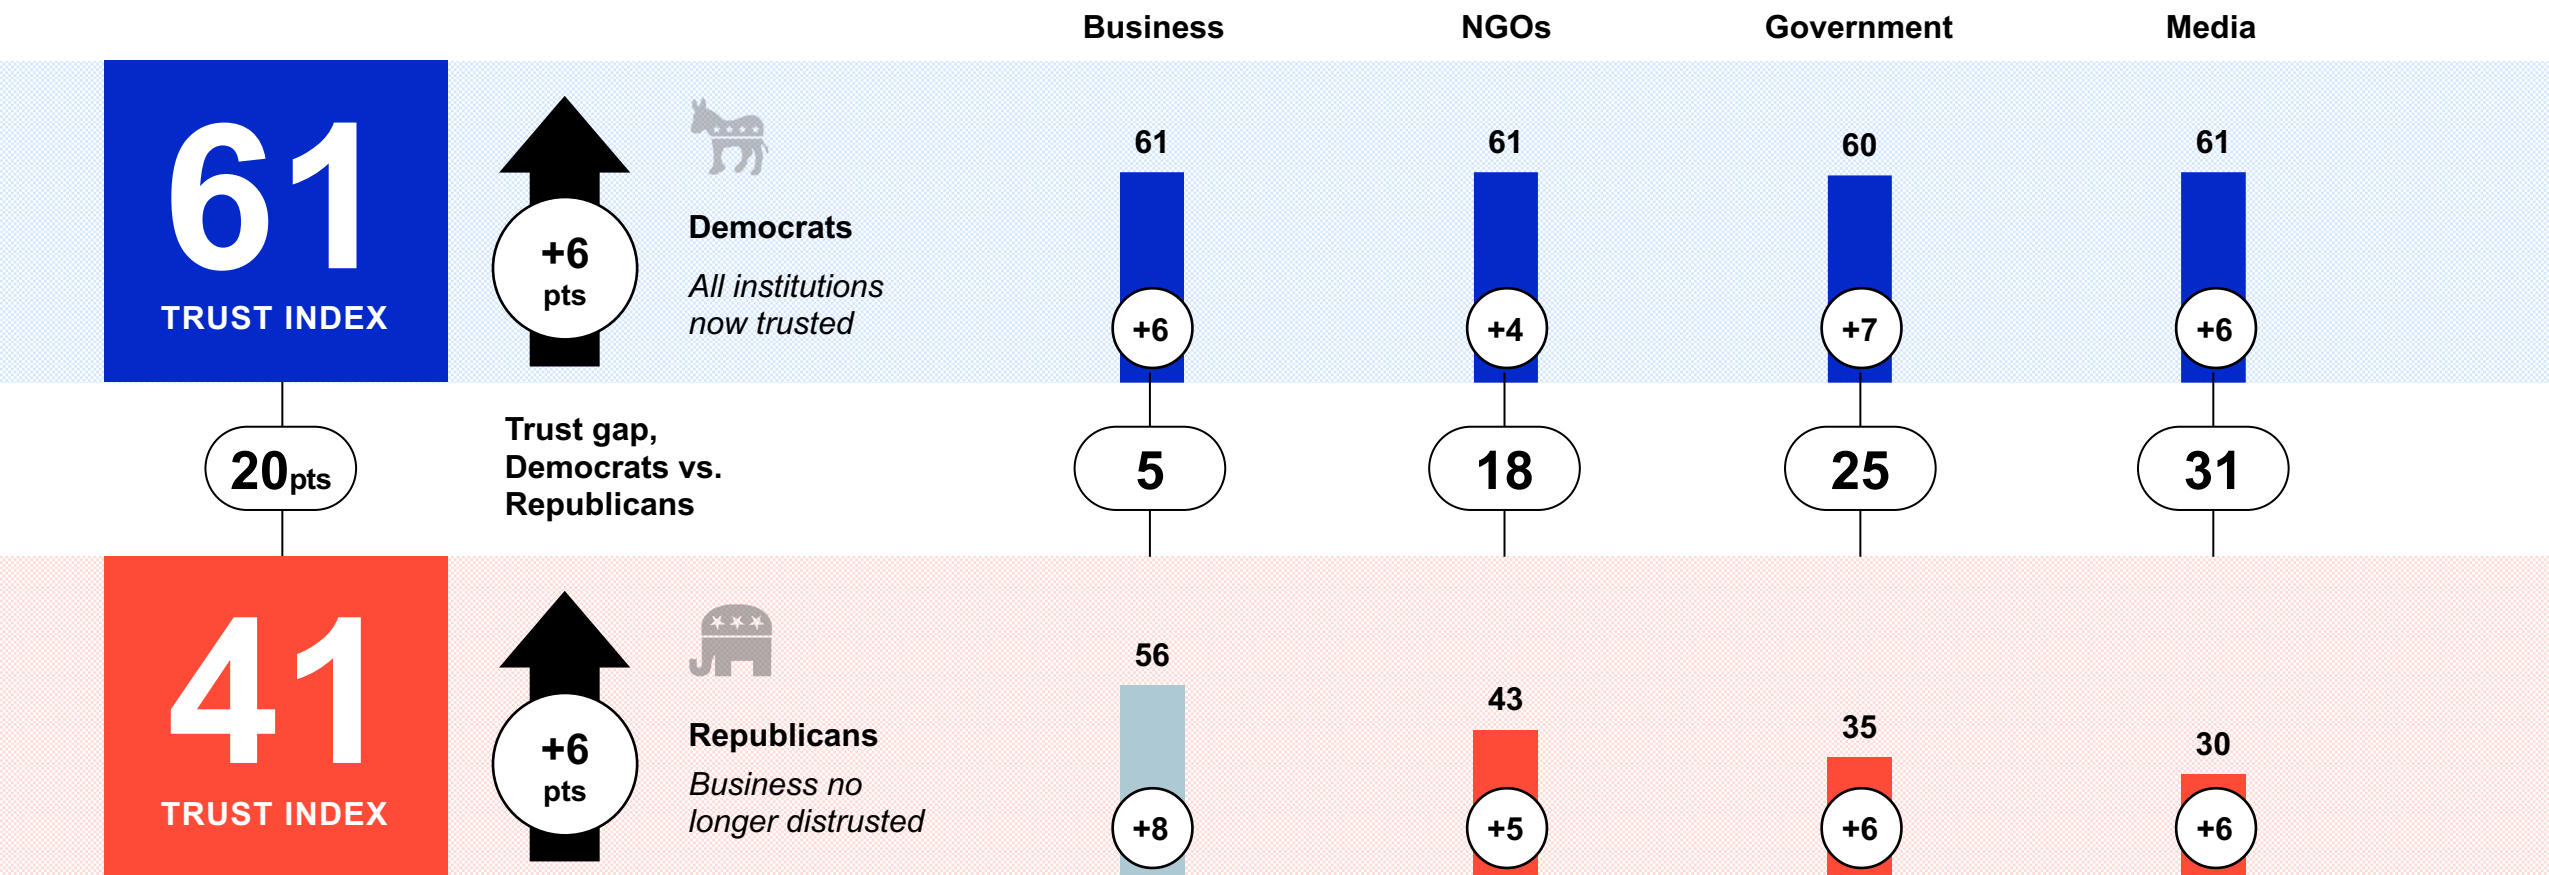 Business NGOs Government Media
61
TRUST INDEX
+6
pts
Democrats
All institutions
now trusted
61 61 60 61
+6 +4 +7 +6
20pts
Trust gap,
Democrats vs.
Republicans
5 18 25 31
41
TRUST INDEX
+6
pts
Republicans
Business no
longer distrusted
56 43 35 30
+8 +5 +6 +6